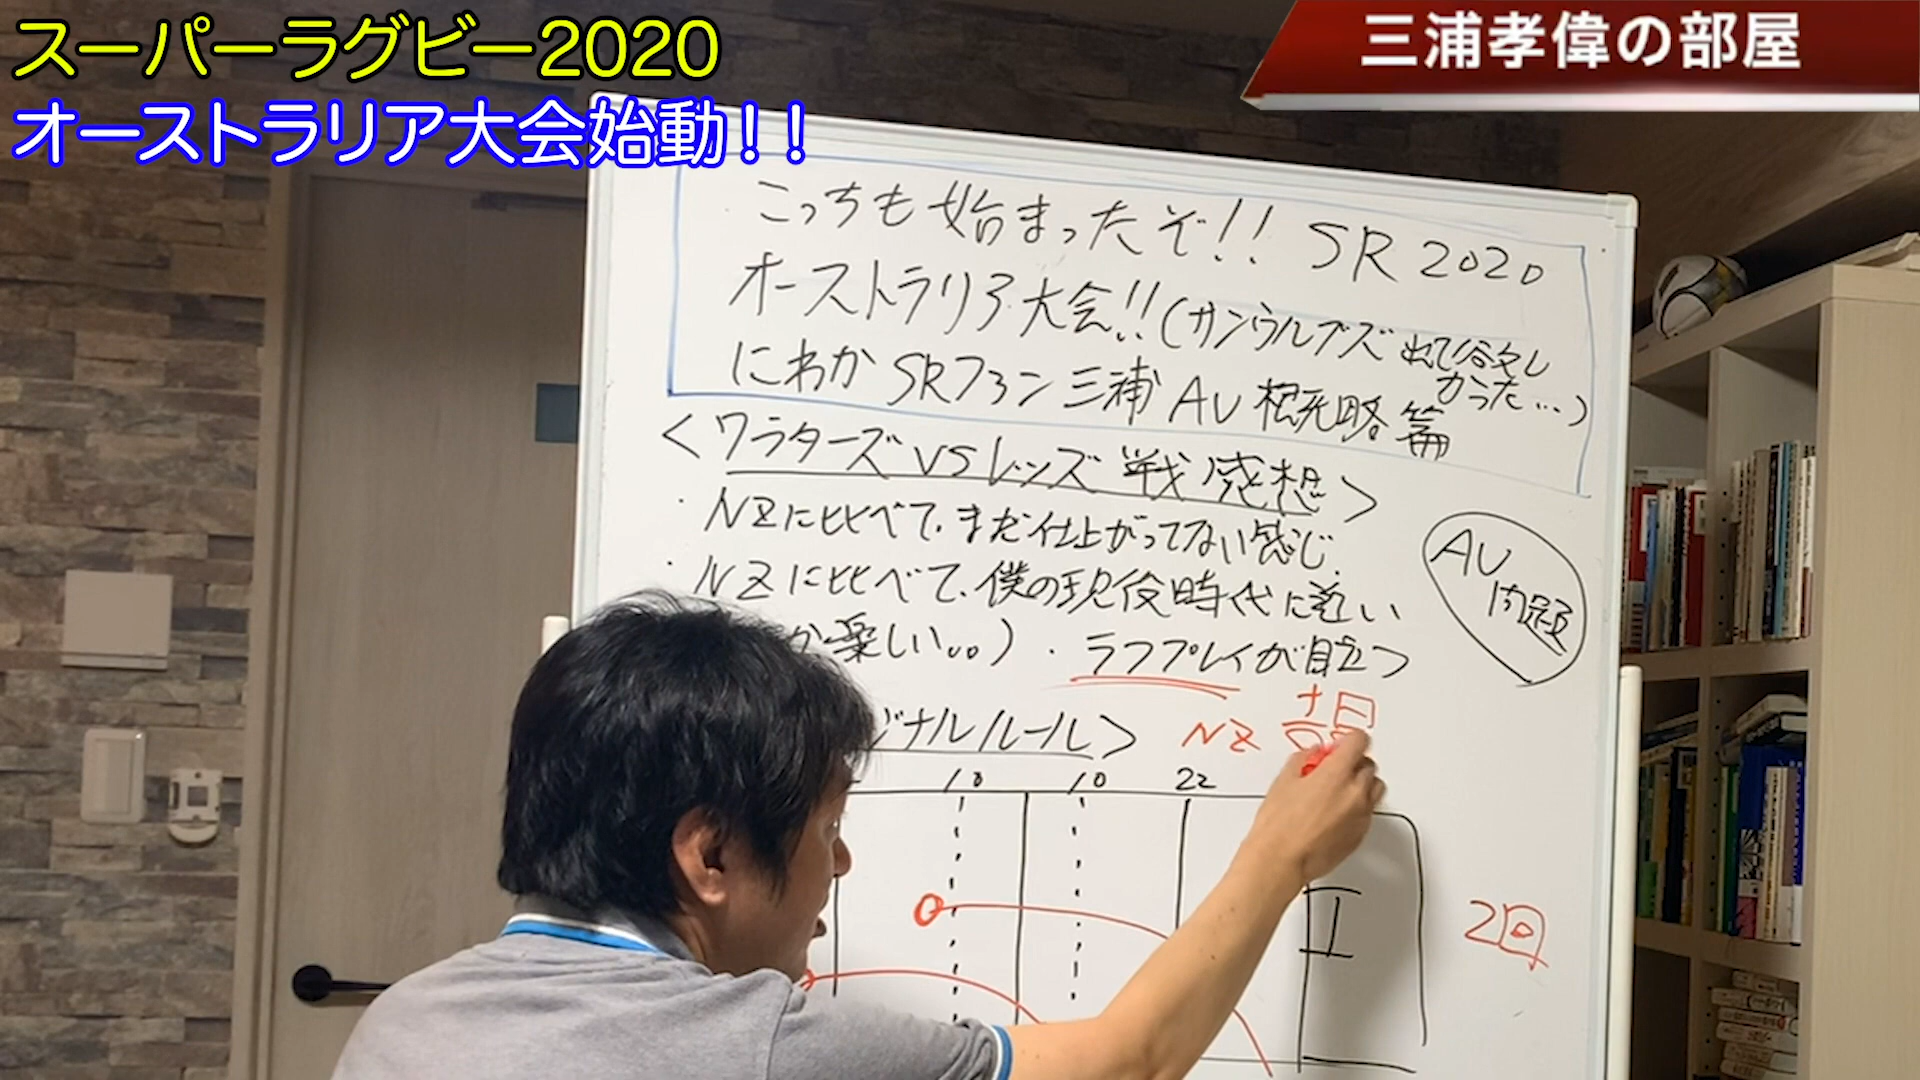 スーパーラグビー2020
オーストラリア大会始動!!
三浦孝偉の部屋
こっちも始まったぞ!! SR 2020
オーストラリア大会!!(サンウルブズ出て欲しかった…)
にわかSRファン三浦 AU 概略篇
<ワラターズ VS レッズ 戦 感想>
・NZに比べて、まだ仕上がってない感じ.
・NZに比べて、僕の現役時代に近い
か楽しい。。)・ラフプレイが目立つ
AU
問題
ジナルルール>
NZ
10 10 22
2回